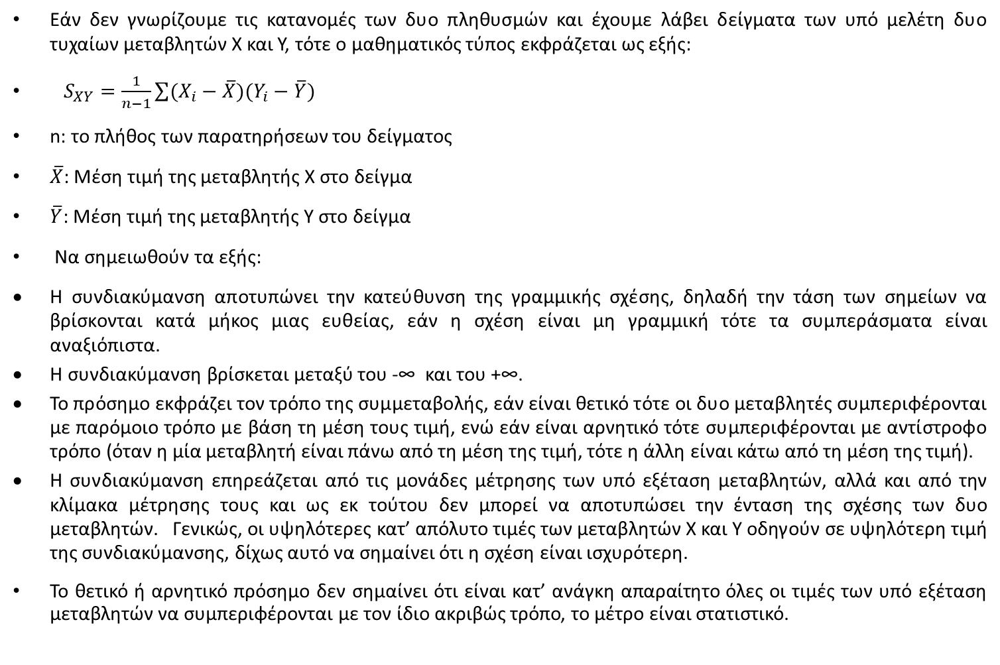 • Εάν δεν γνωρίζουμε τις κατανομές των δυο πληθυσμών και έχουμε λάβει δείγματα των υπό μελέτη δυο
τυχαίων μεταβλητών Χ και Υ, τότε ο μαθηματικός τύπος εκφράζεται ως εξής:
• $S_{XY} = \frac{1}{n-1} \sum (X_i - \bar{X})(Y_i - \bar{Y})$
• n: το πλήθος των παρατηρήσεων του δείγματος
• $\bar{X}$: Μέση τιμή της μεταβλητής Χ στο δείγμα
• $\bar{Y}$: Μέση τιμή της μεταβλητής Υ στο δείγμα
• Να σημειωθούν τα εξής:
• Η συνδιακύμανση αποτυπώνει την κατεύθυνση της γραμμικής σχέσης, δηλαδή την τάση των σημείων να
βρίσκονται κατά μήκος μιας ευθείας, εάν η σχέση είναι μη γραμμική τότε τα συμπεράσματα είναι
αναξιόπιστα.
• Η συνδιακύμανση βρίσκεται μεταξύ του -∞ και του +∞.
• Το πρόσημο εκφράζει τον τρόπο της συμμεταβολής, εάν είναι θετικό τότε οι δυο μεταβλητές συμπεριφέρονται
με παρόμοιο τρόπο με βάση τη μέση τους τιμή, ενώ εάν είναι αρνητικό τότε συμπεριφέρονται με αντίστροφο
τρόπο (όταν η μία μεταβλητή είναι πάνω από τη μέση της τιμή, τότε η άλλη είναι κάτω από τη μέση της τιμή).
• Η συνδιακύμανση επηρεάζεται από τις μονάδες μέτρησης των υπό εξέταση μεταβλητών, αλλά και από την
κλίμακα μέτρησης τους και ως εκ τούτου δεν μπορεί να αποτυπώσει την ένταση της σχέσης των δυο
μεταβλητών. Γενικώς, οι υψηλότερες κατ’ απόλυτο τιμές των μεταβλητών Χ και Υ οδηγούν σε υψηλότερη τιμή
της συνδιακύμανσης, δίχως αυτό να σημαίνει ότι η σχέση είναι ισχυρότερη.
• Το θετικό ή αρνητικό πρόσημο δεν σημαίνει ότι είναι κατ’ ανάγκη απαραίτητο όλες οι τιμές των υπό εξέταση
μεταβλητών να συμπεριφέρονται με τον ίδιο ακριβώς τρόπο, το μέτρο είναι στατιστικό.